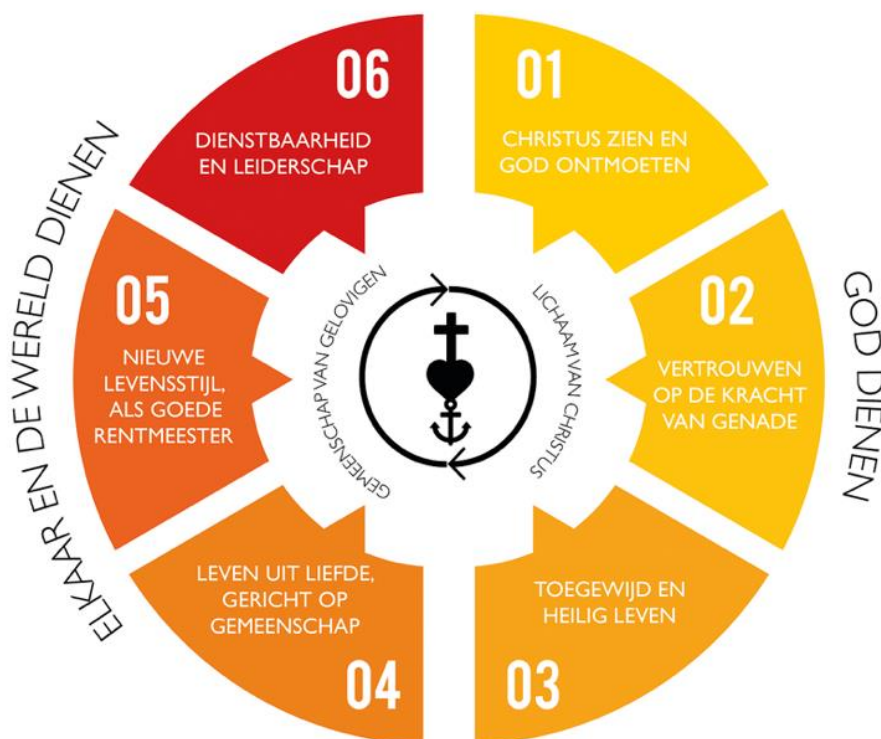 01
CHRISTUS ZIEN EN
GOD ONTMOETEN
02
VERTROUWEN
OP DE KRACHT
VAN GENADE
03
TOEGEWIJD EN
HEILIG LEVEN
04
LEVEN UIT LIEFDE,
GERICHT OP
GEMEENSCHAP
05
NIEUWE
LEVENSSTIJL,
ALS GOEDE
RENTMEESTER
06
DIENSTBAARHEID
EN LEIDERSCHAP
GOD DIENEN
ELKAAR EN DE WERELD DIENEN
LICHAAM VAN CHRISTUS
GEMEENSCHAP VAN GELOVIGEN